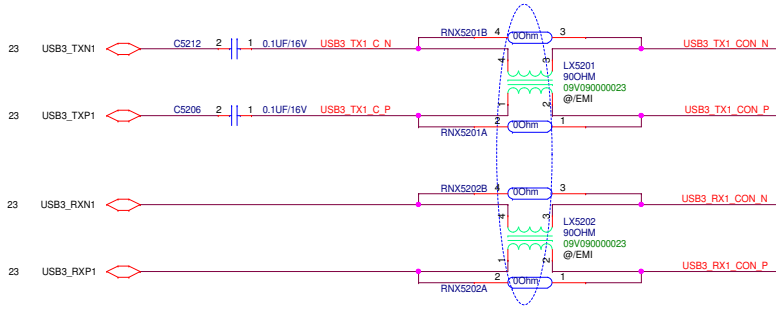 RNX5201B 4 0Ohm 3
23 USB3_TXN1 C5212 2 1 0.1UF/16V USB3_TX1_C_N USB3_TX1_CON_N
4 3
LX5201
90OHM
09V090000023
@/EMI
1 2
23 USB3_TXP1 C5206 2 1 0.1UF/16V USB3_TX1_C_P USB3_TX1_CON_P
2 0Ohm 1
RNX5201A
RNX5202B 4 0Ohm 3
23 USB3_RXN1 USB3_RX1_CON_N
4 3
LX5202
90OHM
09V090000023
@/EMI
1 2
23 USB3_RXP1 USB3_RX1_CON_P
2 0Ohm 1
RNX5202A